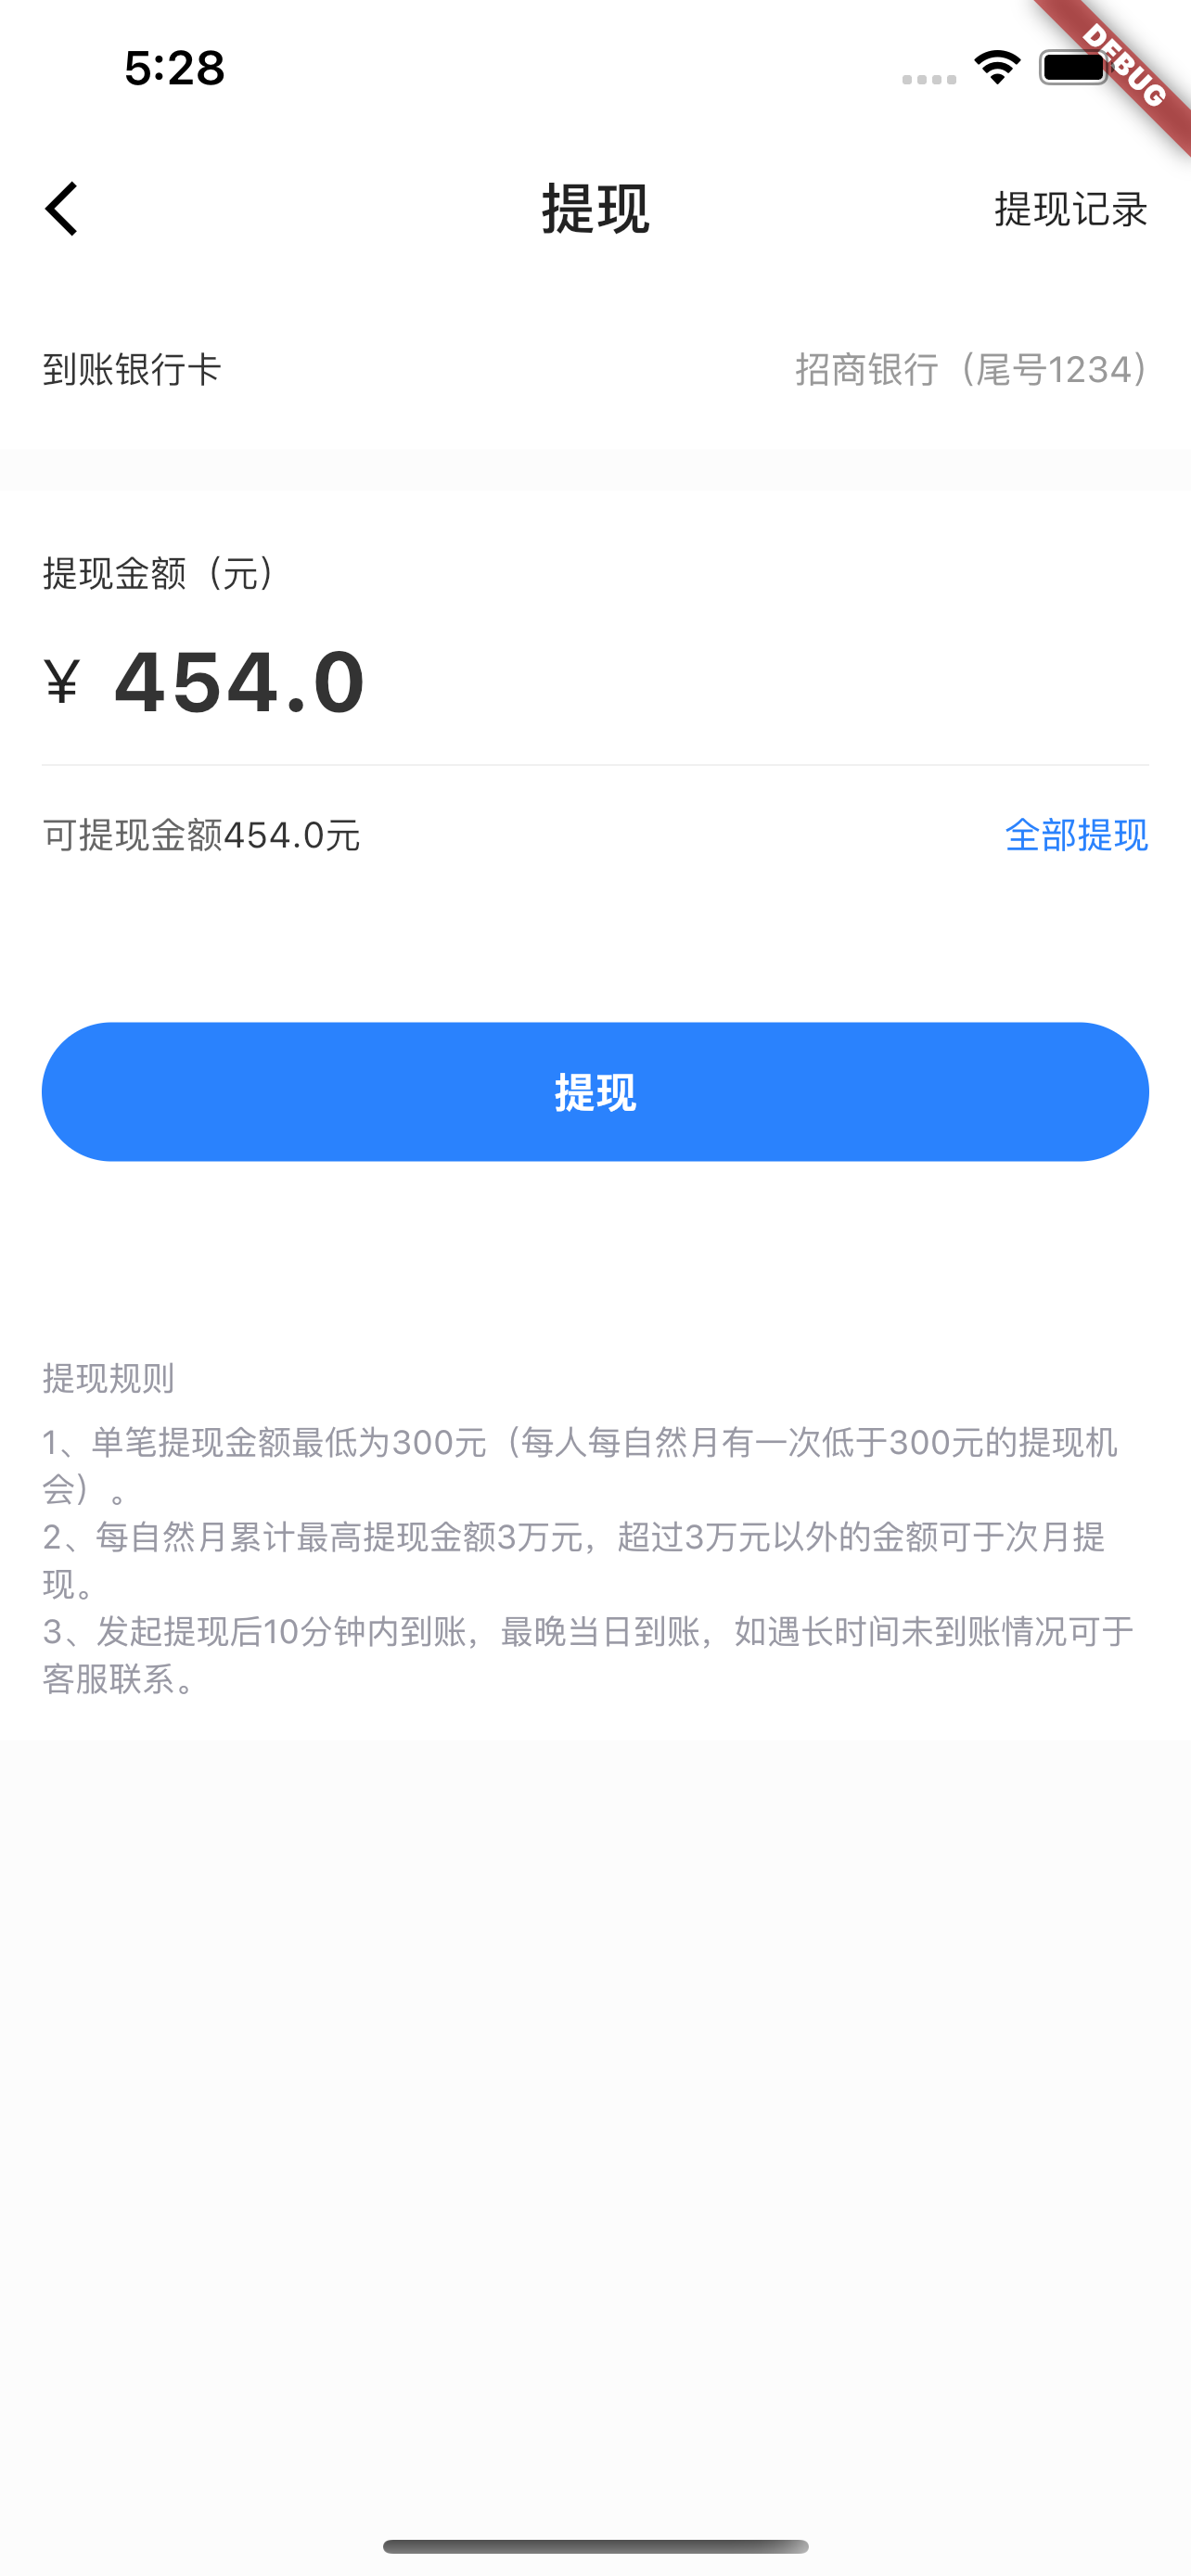 5:28
DEBUG
提现
提现记录
到账银行卡
招商银行（尾号1234）
提现金额（元）
¥ 454.0
可提现金额454.0元
全部提现
提现
提现规则
1、单笔提现金额最低为300元（每人每自然月有一次低于300元的提现机
会）。
2、每自然月累计最高提现金额3万元，超过3万元以外的金额可于次月提
现。
3、发起提现后10分钟内到账，最晚当日到账，如遇长时间未到账情况可于
客服联系。